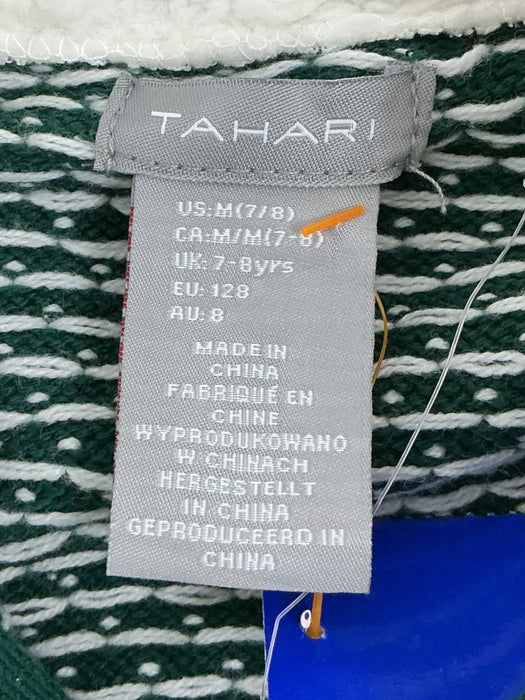 TAHARI
US: M(7/8)
CA: M/M(7-8)
UK: 7-8yrs
EU: 128
AU: 8
MADE IN
CHINA
FABRIQUÉ EN
CHINE
WYPRODUKOWANO
W CHINACH
HERGESTELLT
IN CHINA
GEPRODUCEERD IN
CHINA